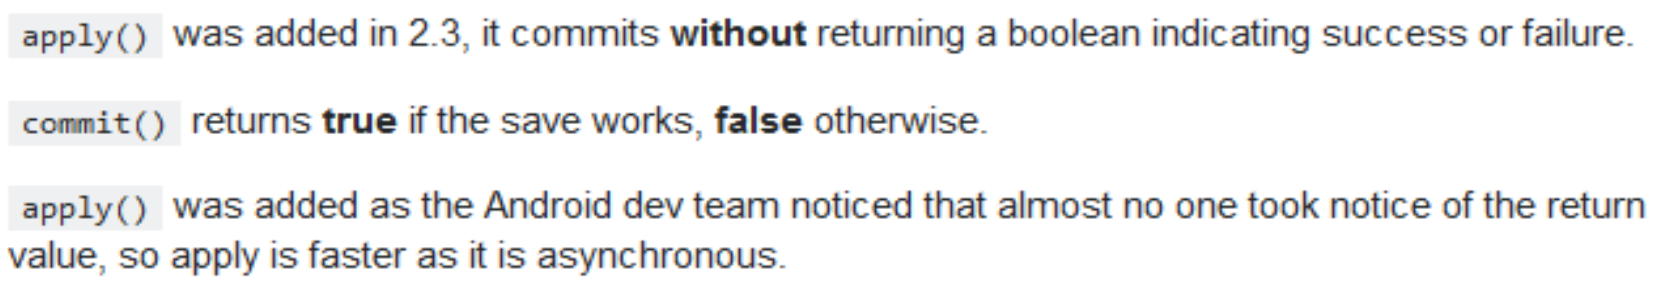 apply() was added in 2.3, it commits without returning a boolean indicating success or failure.
commit() returns true if the save works, false otherwise.
apply() was added as the Android dev team noticed that almost no one took notice of the return
value, so apply is faster as it is asynchronous.